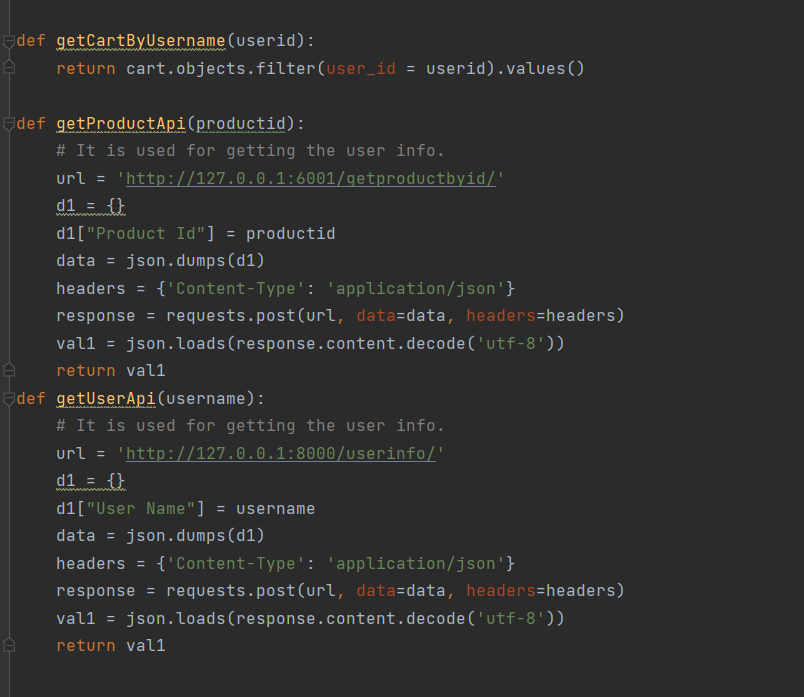 def getCartByUsername(userid):
    return cart.objects.filter(user_id = userid).values()
def getProductApi(productid):
    # It is used for getting the user info.
    url = 'http://127.0.0.1:6001/getproductbyid/'
    d1 = {}
    d1["Product Id"] = productid
    data = json.dumps(d1)
    headers = {'Content-Type': 'application/json'}
    response = requests.post(url, data=data, headers=headers)
    val1 = json.loads(response.content.decode('utf-8'))
    return val1
def getUserApi(username):
    # It is used for getting the user info.
    url = 'http://127.0.0.1:8000/userinfo/'
    d1 = {}
    d1["User Name"] = username
    data = json.dumps(d1)
    headers = {'Content-Type': 'application/json'}
    response = requests.post(url, data=data, headers=headers)
    val1 = json.loads(response.content.decode('utf-8'))
    return val1